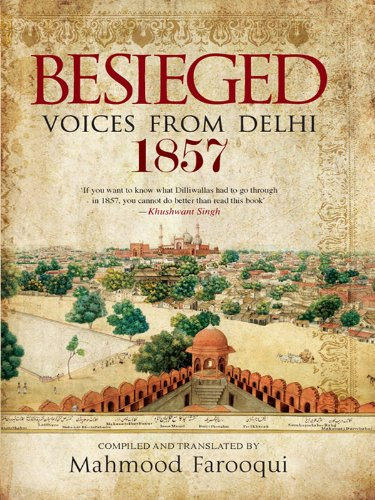 BESIEGED
VOICES FROM DELHI
1857
‘If you want to know what Dilliwallas had to go through
in 1857, you cannot do better than read this book’
—Khushwant Singh
COMPILED AND TRANSLATED BY
Mahmood Farooqui